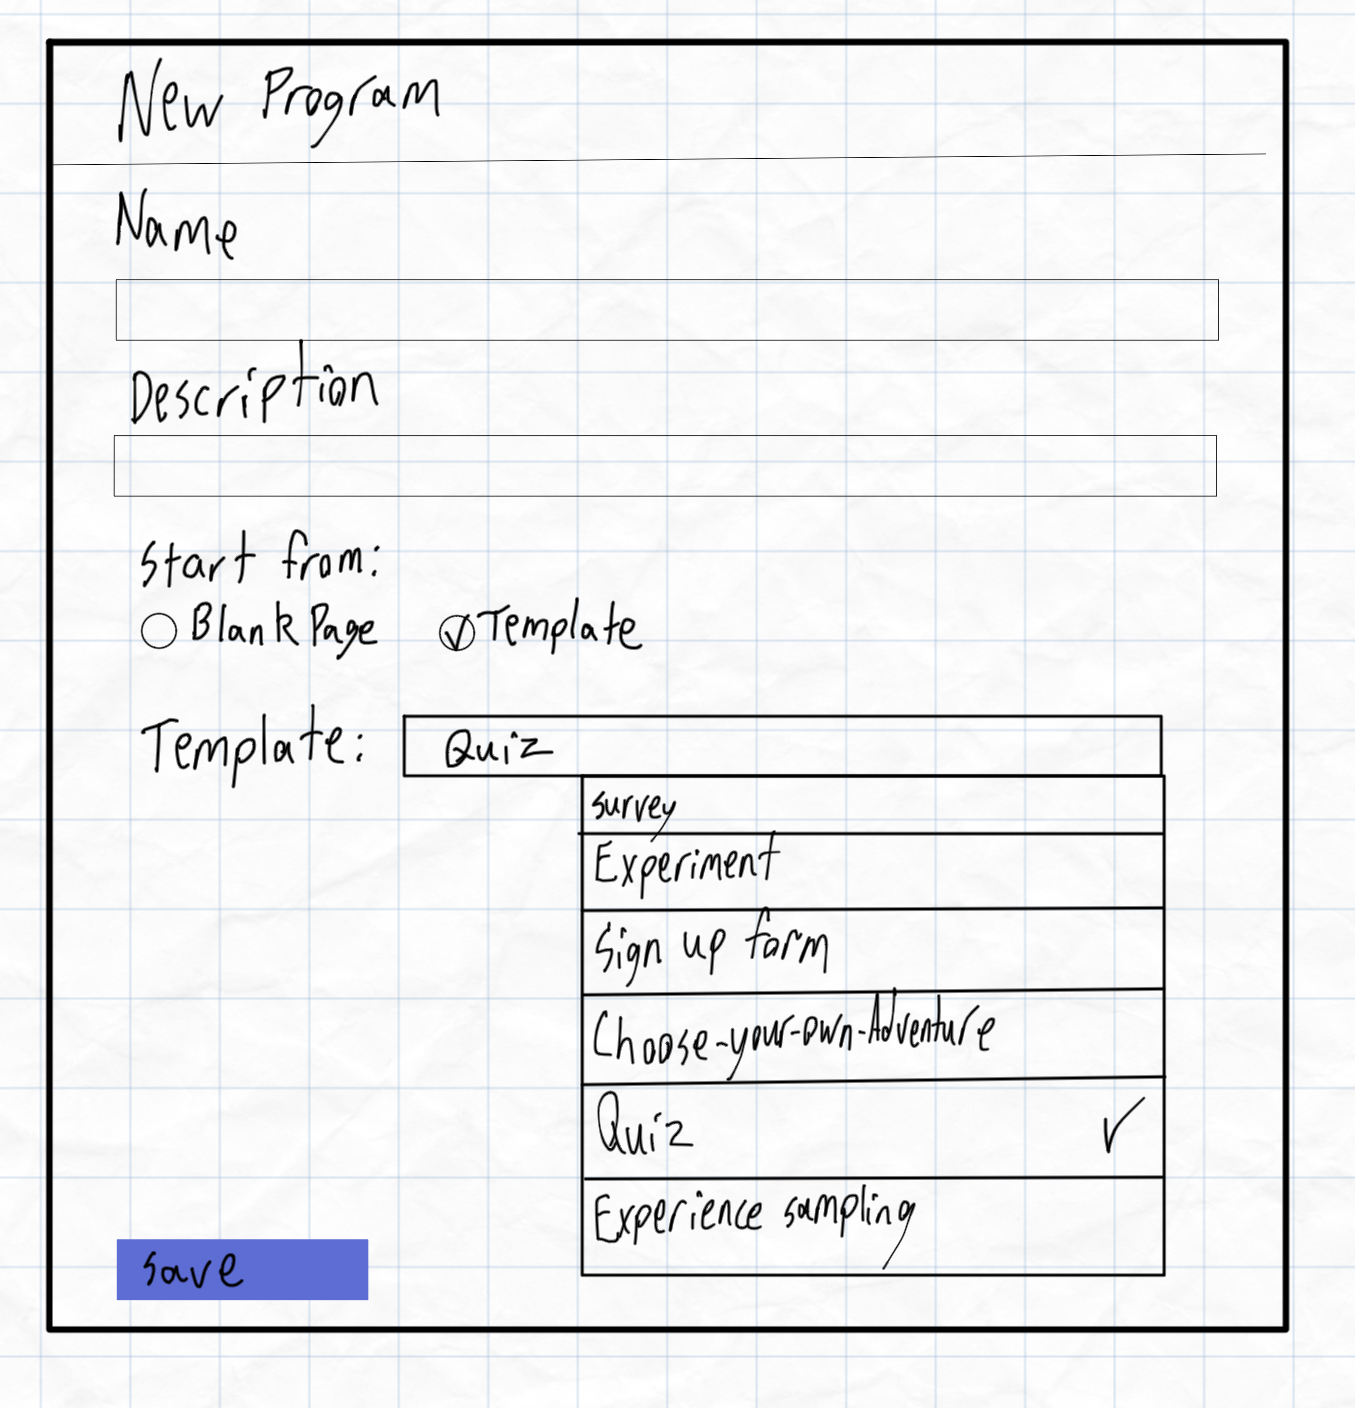 New Program
Name
Description
Start from:
Blank Page Template
Template: Quiz
survey
Experiment
Sign up form
Choose-your-own-Adventure
Quiz
Experience sampling
save